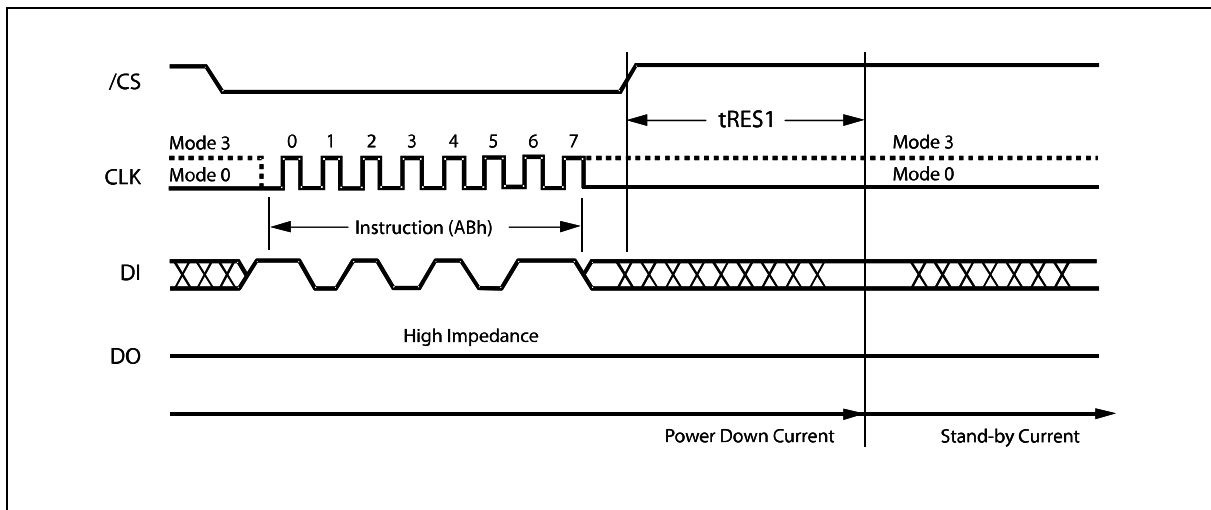 /CS
tRES1
Mode 3 0 1 2 3 4 5 6 7 Mode 3
CLK
Mode 0 Mode 0
Instruction (ABh)
DI
High Impedance
DO
Power Down Current Stand-by Current